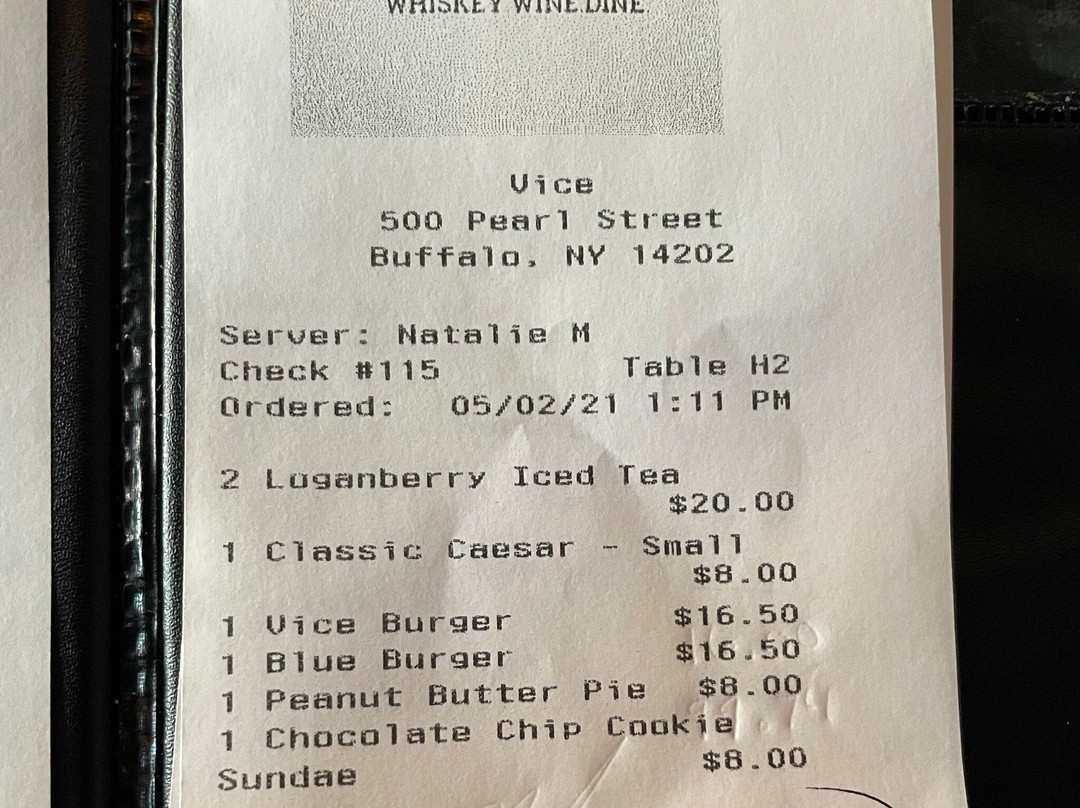 WHISKEY WINE.DINE.
Vice
500 Pearl Street
Buffalo, NY 14202
Server: Natalie M
Check #115 Table H2
Ordered: 05/02/21 1:11 PM
2 Loganberry Iced Tea
$20.00
1 Classic Caesar - Small
$8.00
1 Vice Burger $16.50
1 Blue Burger $16.50
1 Peanut Butter Pie $8.00
1 Chocolate Chip Cookie
Sundae $8.00